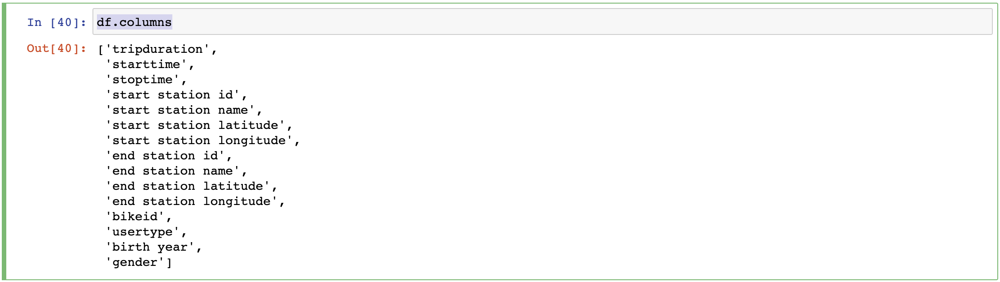 In [40]: df.columns
Out[40]: ['tripduration',
'starttime',
'stoptime',
'start station id',
'start station name',
'start station latitude',
'start station longitude',
'end station id',
'end station name',
'end station latitude',
'end station longitude',
'bikeid',
'usertype',
'birth year',
'gender']